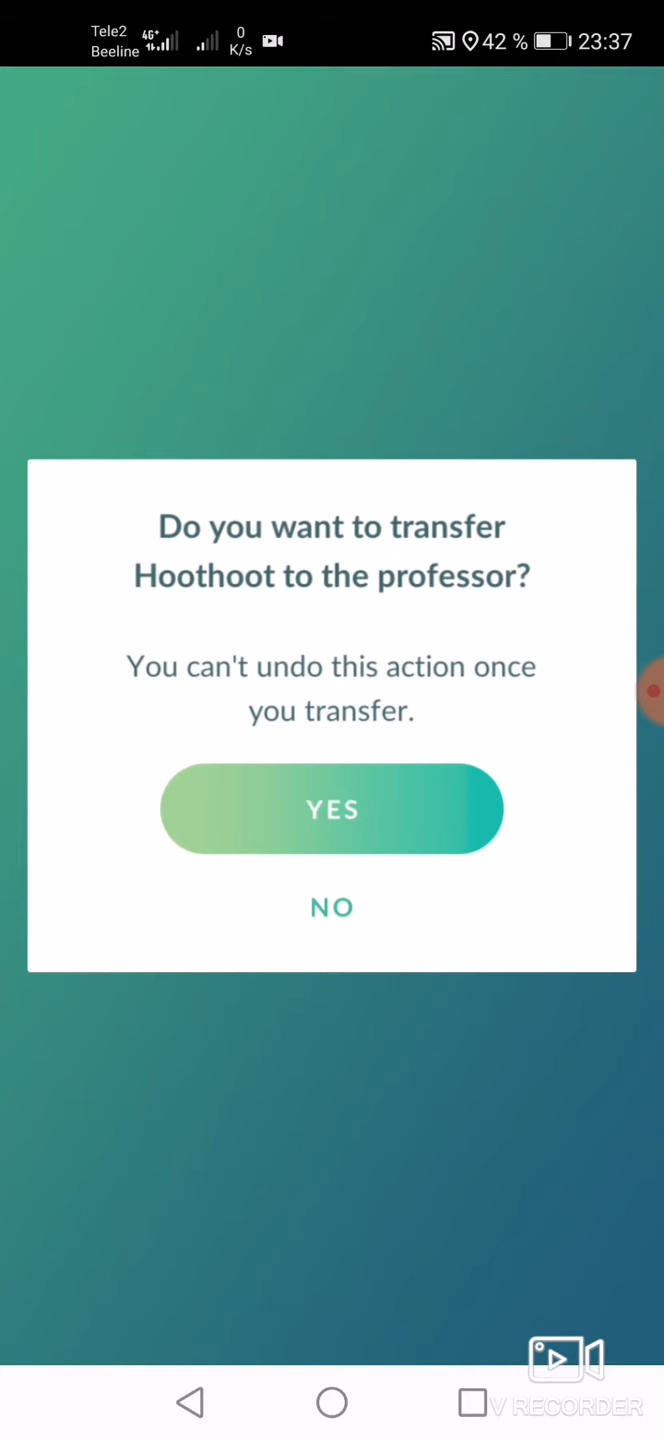 Tele2
Beeline
4G+
0
K/s
42 %
23:37
Do you want to transfer
Hoothoot to the professor?
You can't undo this action once
you transfer.
YES
NO
V RECORDER